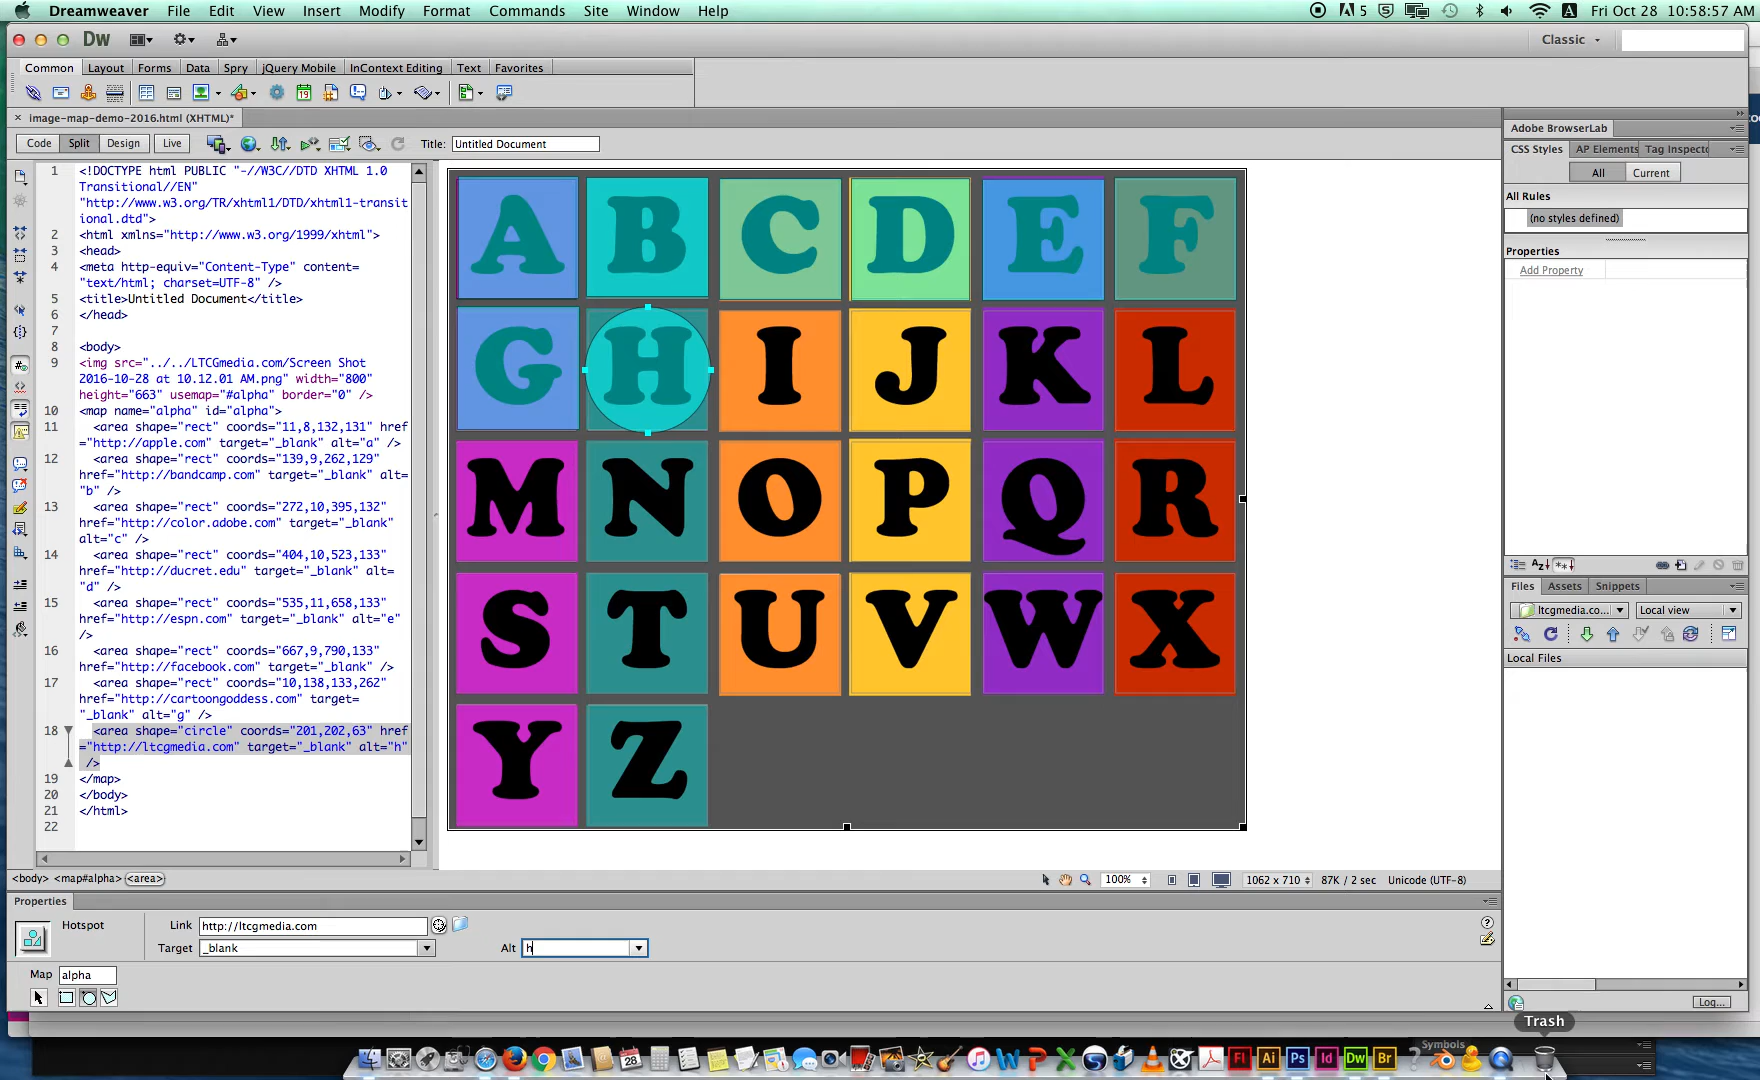 Dreamweaver File Edit View Insert Modify Format Commands Site Window Help 5 A Fri Oct 28 10:58:57 AM
Dw Classic
Common Layout Forms Data Spry jQuery Mobile InContext Editing Text Favorites
19
image-map-demo-2016.html (XHTML)*
Code Split Design Live Title: Untitled Document
1 <!DOCTYPE html PUBLIC "-//W3C//DTD XHTML 1.0
Transitional//EN"
"http://www.w3.org/TR/xhtml1/DTD/xhtml1-transit
ional.dtd">
2 <html xmlns="http://www.w3.org/1999/xhtml">
3 <head>
4 <meta http-equiv="Content-Type" content=
"text/html; charset=UTF-8" />
5 <title>Untitled Document</title>
6 </head>
7
8 <body>
9 <img src="../../LTCGmedia.com/Screen Shot
2016-10-28 at 10.12.01 AM.png" width="800"
height="663" usemap="#alpha" border="0" />
10 <map name="alpha" id="alpha">
11 <area shape="rect" coords="11,8,132,131" href
="http://apple.com" target="_blank" alt="a" />
12 <area shape="rect" coords="139,9,262,129"
href="http://bandcamp.com" target="_blank" alt=
"b" />
13 <area shape="rect" coords="272,10,395,132"
href="http://color.adobe.com" target="_blank"
alt="c" />
14 <area shape="rect" coords="404,10,523,133"
href="http://ducret.edu" target="_blank" alt=
"d" />
15 <area shape="rect" coords="535,11,658,133"
href="http://espn.com" target="_blank" alt="e"
/>
16 <area shape="rect" coords="667,9,790,133"
href="http://facebook.com" target="_blank" />
17 <area shape="rect" coords="10,138,133,262"
href="http://cartoongoddess.com" target=
"_blank" alt="g" />
18 <area shape="circle" coords="201,202,63" href
="http://ltcgmedia.com" target="_blank" alt="h"
/>
19 </map>
20 </body>
21 </html>
22
A B C D E F
G H I J K L
M N O P Q R
S T U V W X
Y Z
Adobe BrowserLab
CSS Styles AP Elements Tag Inspecto
All Current
All Rules
(no styles defined)
Properties
Add Property
AZ
Files Assets Snippets
ltcgmedia.co... Local view
Local Files
Log...
<body> <map#alpha> <area>
100% 1062 x 710 87K / 2 sec Unicode (UTF-8)
Properties
Hotspot Link http://ltcgmedia.com
Target _blank Alt h
Map alpha
Trash
Symbols
28 W P X Fl Ai Ps Id Dw Br ?